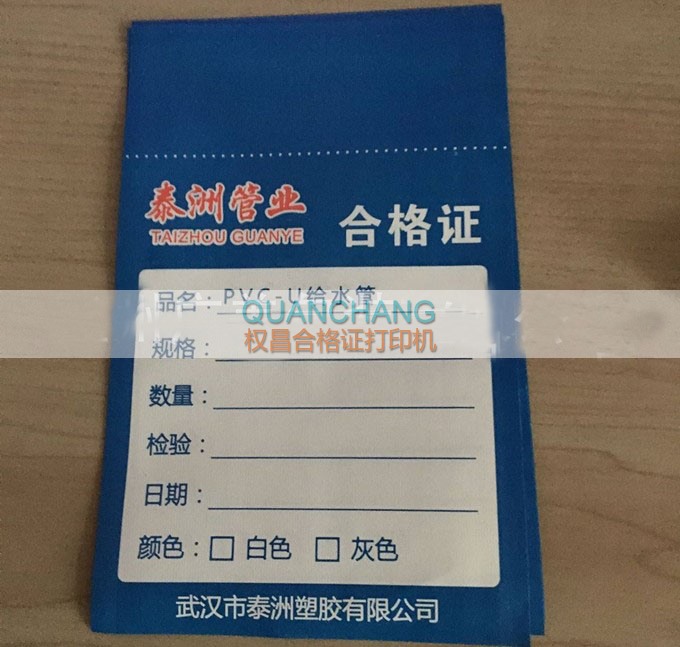 泰洲管业
TAIZHOU GUANYE
合格证
品名：PVC-U给水管
QUANCHANG
权昌合格证打印机
规格：
数量：
检验：
日期：
颜色：□ 白色 □ 灰色
武汉市泰洲塑胶有限公司